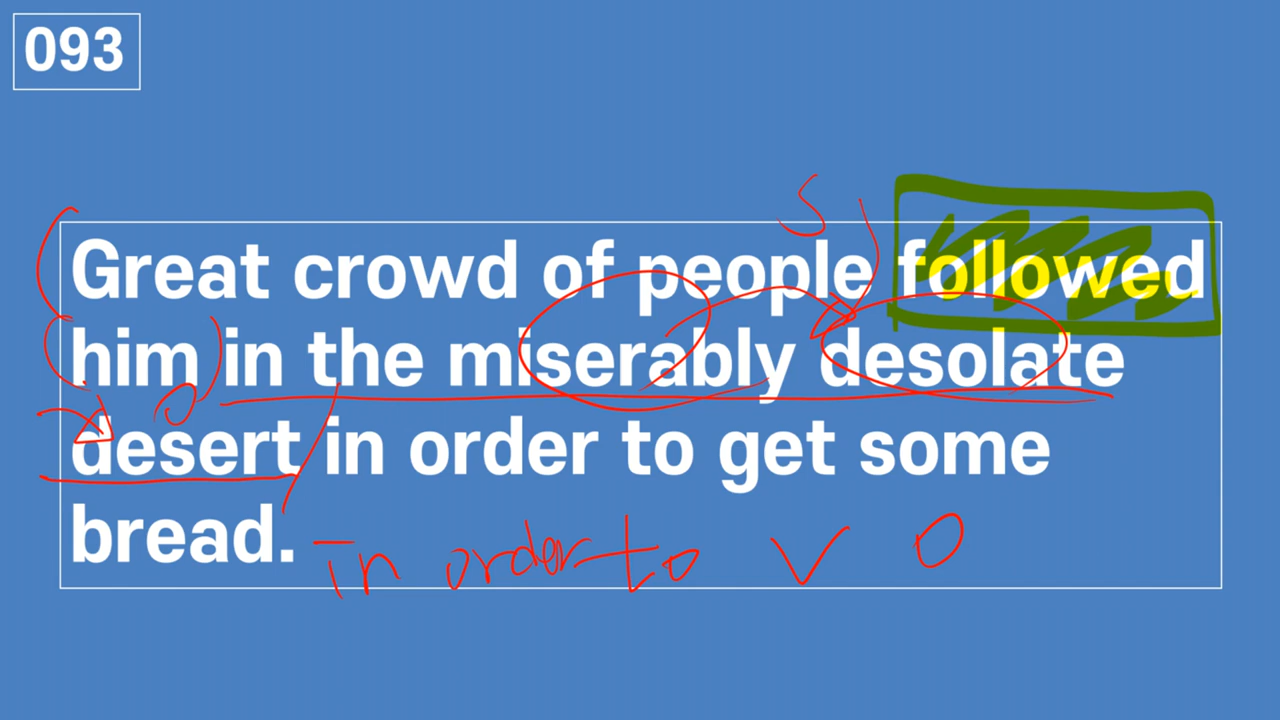 093
S
Great crowd of people followed
him in the miserably desolate
O
desert in order to get some
bread.
in order to V O